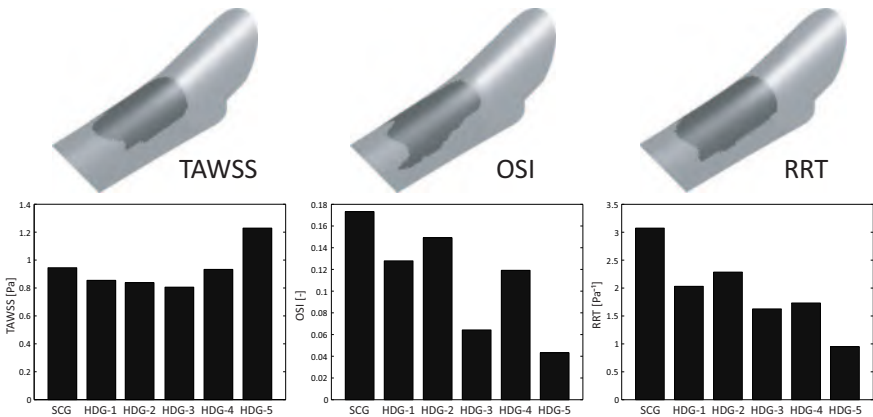 TAWSS
OSI
RRT
1.4
1.2
1
0.8
0.6
0.4
0.2
0
TAWSS [Pa]
SCG HDG-1 HDG-2 HDG-3 HDG-4 HDG-5
0.18
0.16
0.14
0.12
0.10
0.08
0.06
0.04
0.02
0
OSI [-]
SCG HDG-1 HDG-2 HDG-3 HDG-4 HDG-5
3.5
3
2.5
2
1.5
1
0.5
0
RRT [Pa⁻¹]
SCG HDG-1 HDG-2 HDG-3 HDG-4 HDG-5